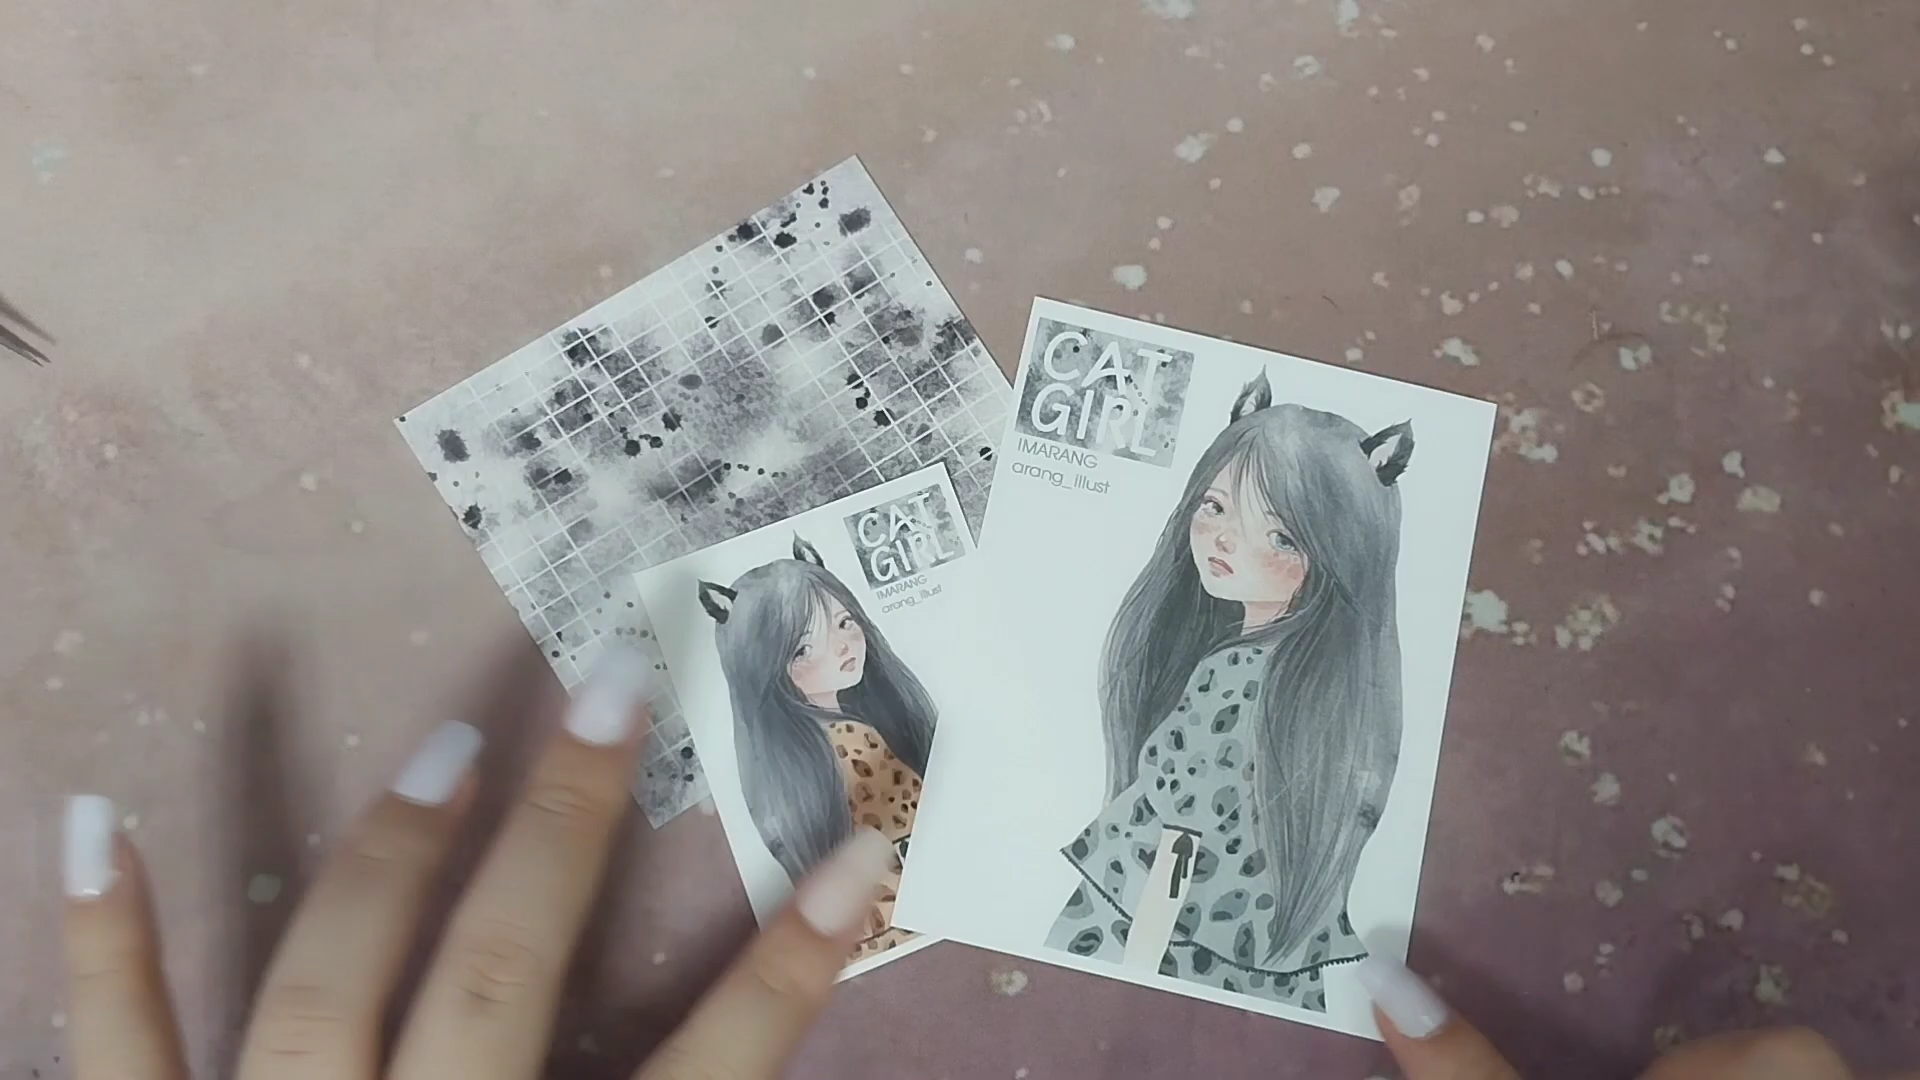 CAT
GIRL
IMARANG
arang_illust
CAT
GIRL
IMARANG
arang_illust